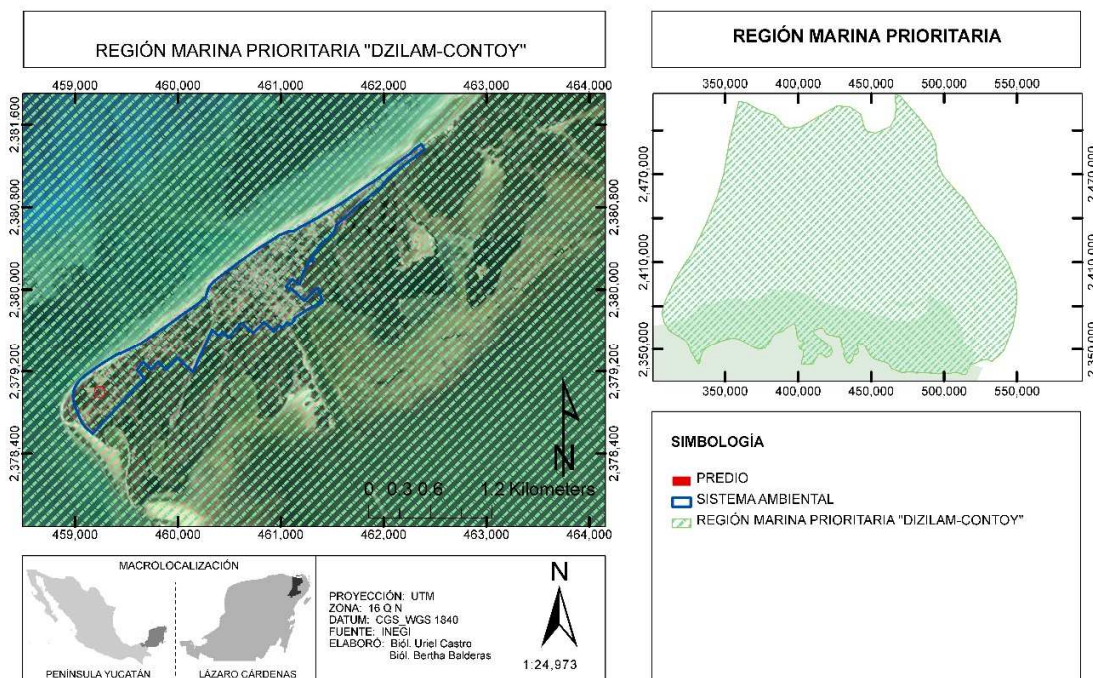 REGIÓN MARINA PRIORITARIA "DZILAM-CONTOY"
459,000 460,000 461,000 462,000 463,000 464,000
2,381,600 2,381,600
2,380,800 2,380,800
2,380,000 2,380,000
2,379,200 2,379,200
2,378,400 2,378,400
N
0 0.3 0.6 1.2 Kilometers
459,000 460,000 461,000 462,000 463,000 464,000
MACROLOCALIZACIÓN
PENÍNSULA YUCATÁN LÁZARO CÁRDENAS
PROYECCIÓN: UTM
ZONA: 16 Q N
DATUM: CGS_WGS 1840
FUENTE: INEGI
ELABORÓ: Biól. Uriel Castro
Biól. Bertha Balderas
N
1:24,973
REGIÓN MARINA PRIORITARIA
350,000 400,000 450,000 500,000 550,000
2,470,000 2,470,000
2,410,000 2,410,000
2,350,000 2,350,000
350,000 400,000 450,000 500,000 550,000
SIMBOLOGÍA
PREDIO
SISTEMA AMBIENTAL
REGIÓN MARINA PRIORITARIA "DIZILAM-CONTOY"